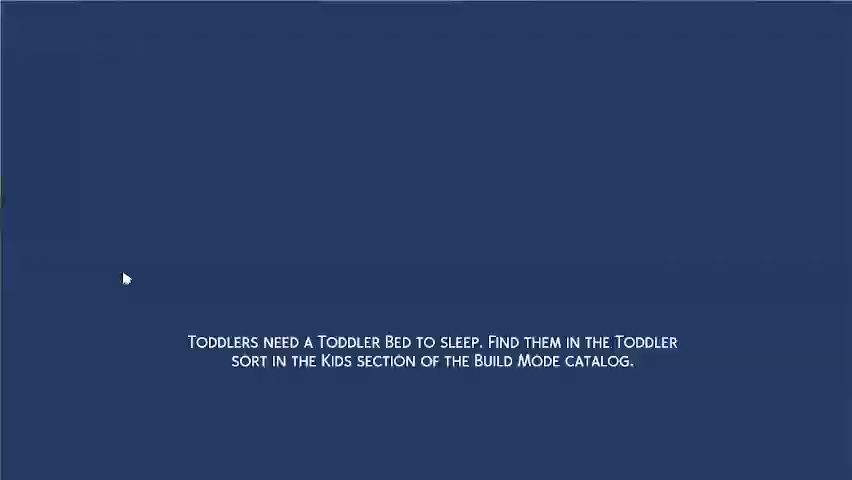 Toddlers need a Toddler Bed to sleep. Find them in the Toddler
sort in the Kids section of the Build Mode catalog.